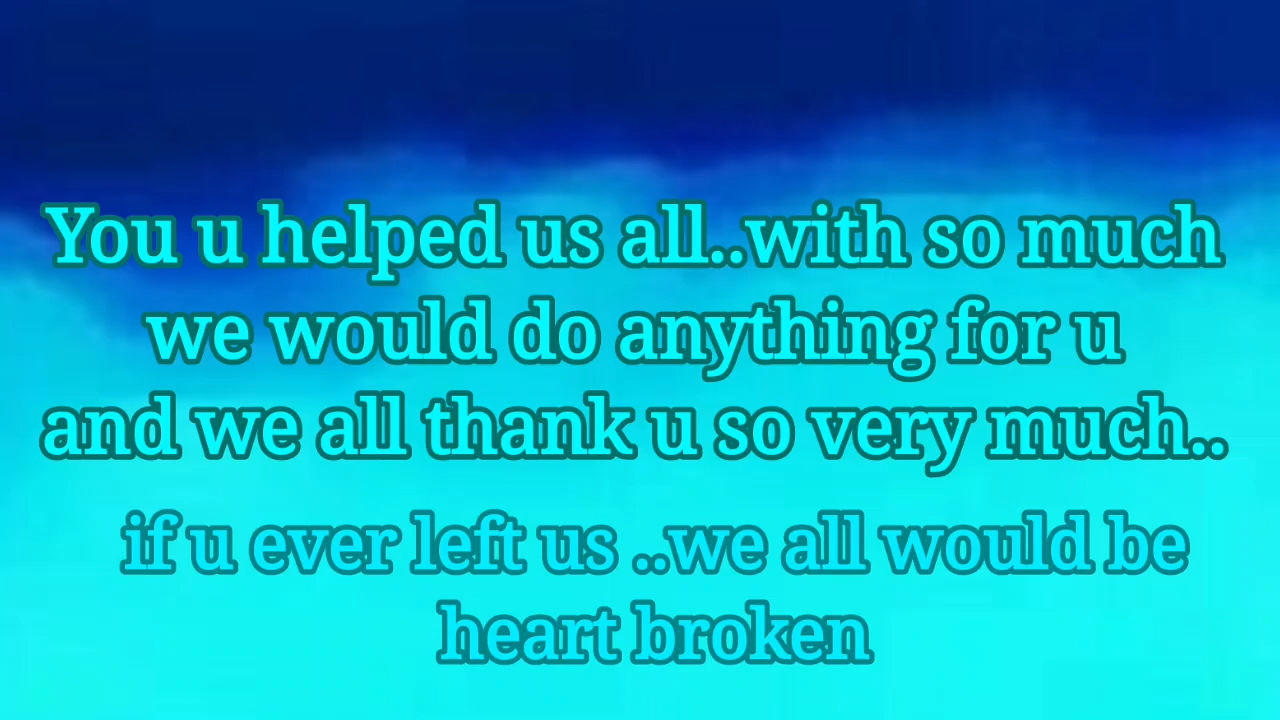 You u helped us all..with so much
we would do anything for u
and we all thank u so very much..
if u ever left us ..we all would be
heart broken